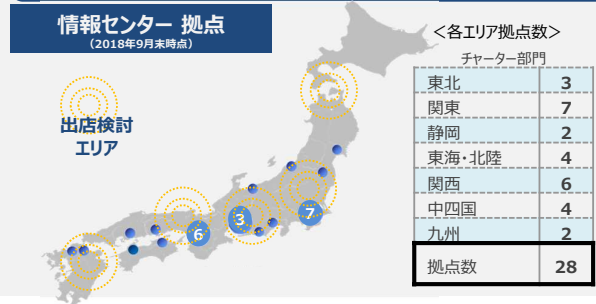 情報センター 拠点
（2018年9月末時点）
出店検討
エリア
3
7
6
＜各エリア拠点数＞
チャーター部門
東北 3
関東 7
静岡 2
東海・北陸 4
関西 6
中四国 4
九州 2
拠点数 28